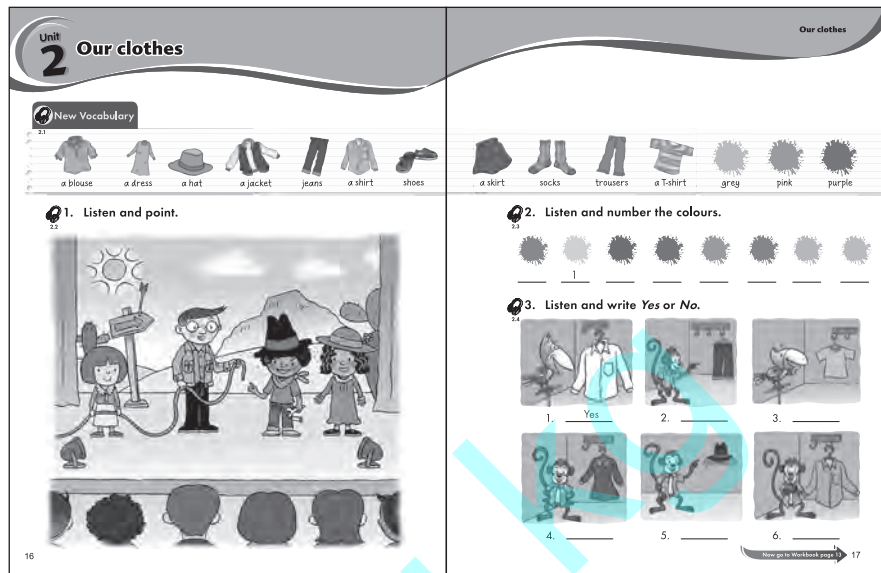 Unit
2
Our clothes
New Vocabulary
2.1
a blouse
a dress
a hat
a jacket
jeans
a shirt
shoes
1. Listen and point.
2.2
16
Our clothes
a skirt
socks
trousers
a T-shirt
grey
pink
purple
2. Listen and number the colours.
2.3
1
3. Listen and write Yes or No.
2.4
1. Yes
2.
3.
4.
5.
6.
Now go to Workbook page 13
17